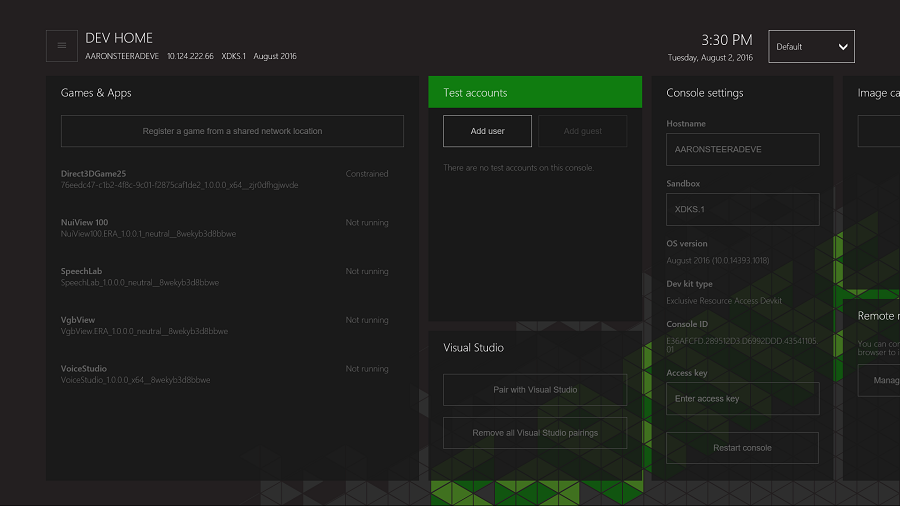 DEV HOME
AARONSTEERADEVE 10.124.222.66 XDKS.1 August 2016
3:30 PM
Tuesday, August 2, 2016
Default
Games & Apps
Register a game from a shared network location
Direct3DGame25 Constrained
76eedc47-c1b2-4f8c-9c01-f2875caf1de2_1.0.0.0_x64__zjr0dfhgjwvde
NuiView 100 Not running
NuiView100.ERA_1.0.0.1_neutral__8wekyb3d8bbwe
SpeechLab Not running
SpeechLab_1.0.0.0_neutral__8wekyb3d8bbwe
VgbView Not running
VgbView.ERA_1.0.0.0_neutral__8wekyb3d8bbwe
VoiceStudio Not running
VoiceStudio_1.0.0.0_x64__8wekyb3d8bbwe
Test accounts
Add user Add guest
There are no test accounts on this console.
Visual Studio
Pair with Visual Studio
Remove all Visual Studio pairings
Console settings
Hostname
AARONSTEERADEVE
Sandbox
XDKS.1
OS version
August 2016 (10.0.14393.1018)
Dev kit type
Exclusive Resource Access Devkit
Console ID
E36AFCFD.289512D3.D6992DDD.43541105
01
Access key
Enter access key
Restart console
Image ca
Remote m
You can con
browser to u
Manag